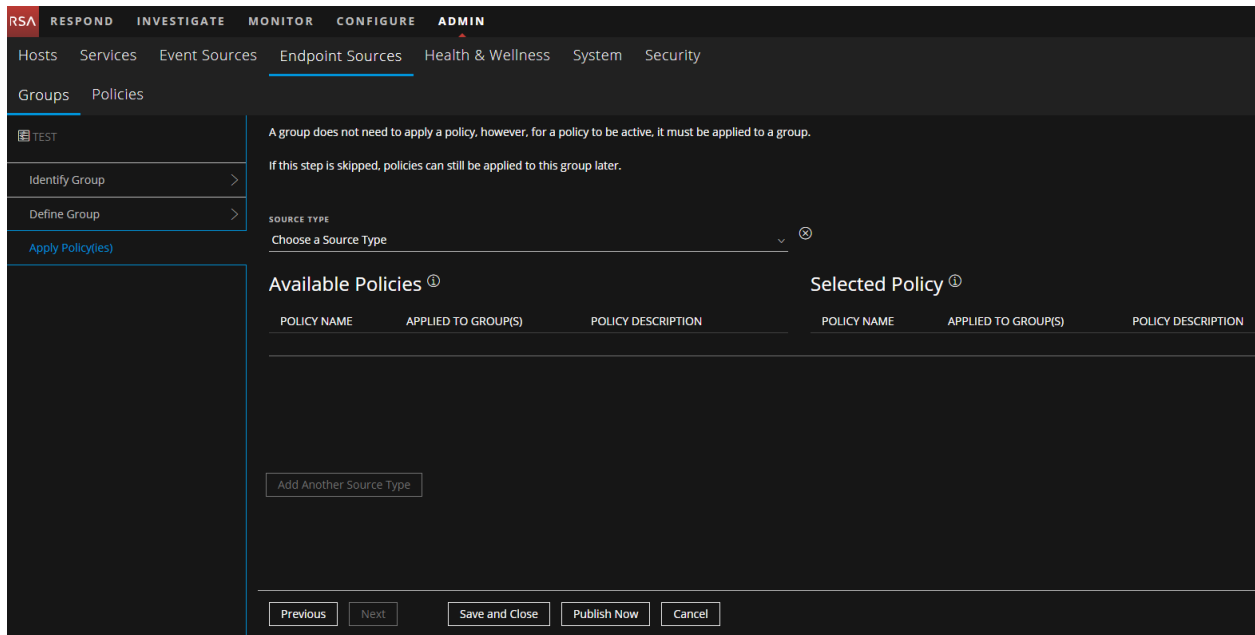 RSA RESPOND INVESTIGATE MONITOR CONFIGURE ADMIN
Hosts Services Event Sources Endpoint Sources Health & Wellness System Security
Groups Policies
TEST
Identify Group
Define Group
Apply Policy(ies)
A group does not need to apply a policy, however, for a policy to be active, it must be applied to a group.
If this step is skipped, policies can still be applied to this group later.
SOURCE TYPE
Choose a Source Type
Available Policies
POLICY NAME APPLIED TO GROUP(S) POLICY DESCRIPTION
Selected Policy
POLICY NAME APPLIED TO GROUP(S) POLICY DESCRIPTION
Add Another Source Type
Previous Next Save and Close Publish Now Cancel